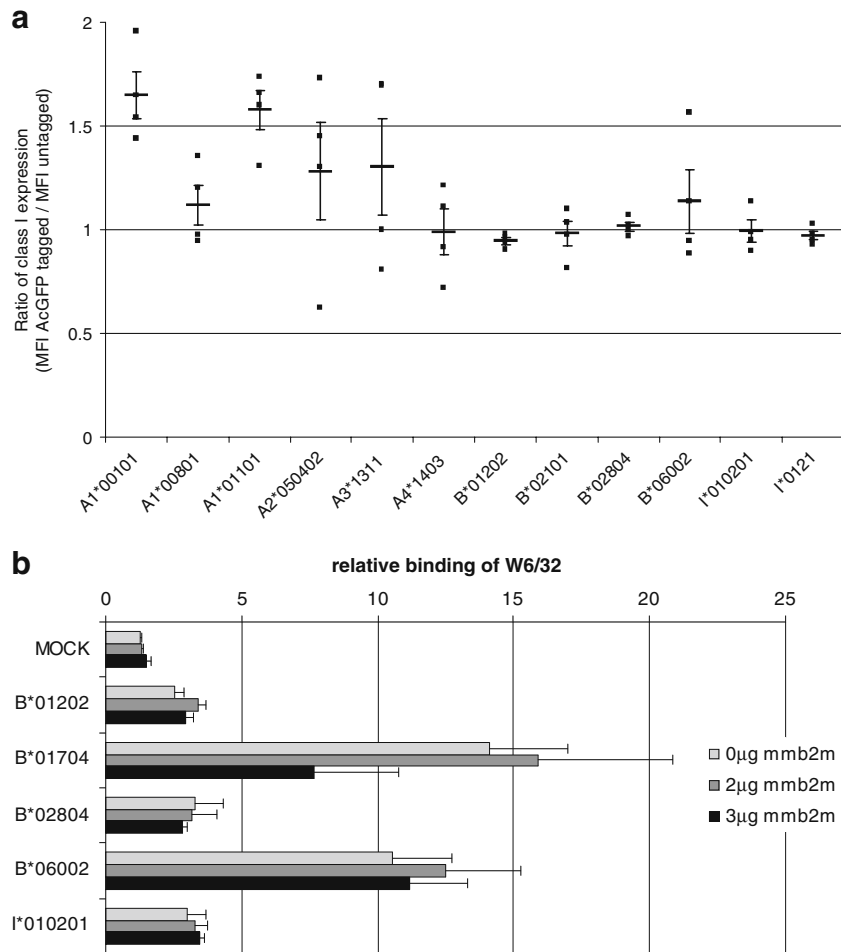 a
Ratio of class I expression
(MFI AcGFP tagged / MFI untagged)
2
1.5
1
0.5
0
A1*00101
A1*00801
A1*01101
A2*050402
A3*1311
A4*1403
B*01202
B*02101
B*02804
B*06002
I*010201
I*0121
b
relative binding of W6/32
0 5 10 15 20 25
MOCK
B*01202
B*01704
B*02804
B*06002
I*010201
0µg mmb2m
2µg mmb2m
3µg mmb2m